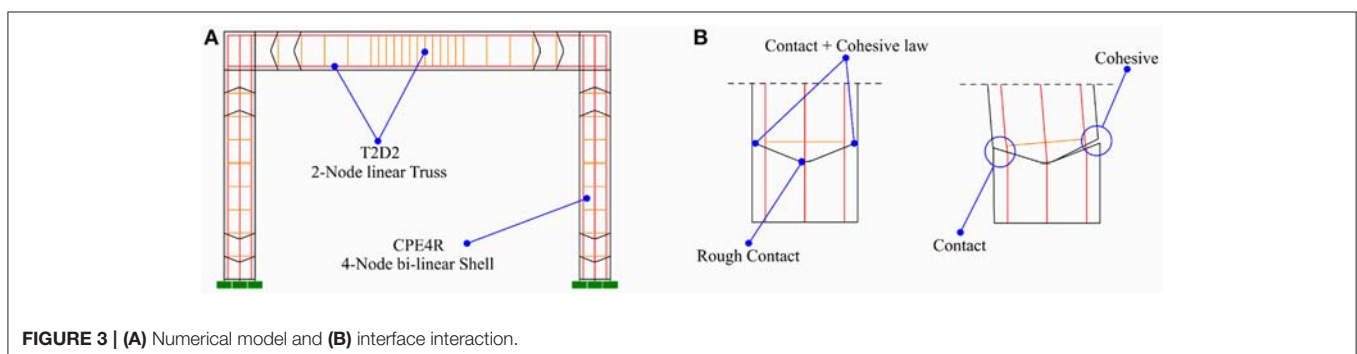 A
T2D2
2-Node linear Truss
CPE4R
4-Node bi-linear Shell
B
Contact + Cohesive law
Cohesive
Rough Contact
Contact
FIGURE 3 | (A) Numerical model and (B) interface interaction.